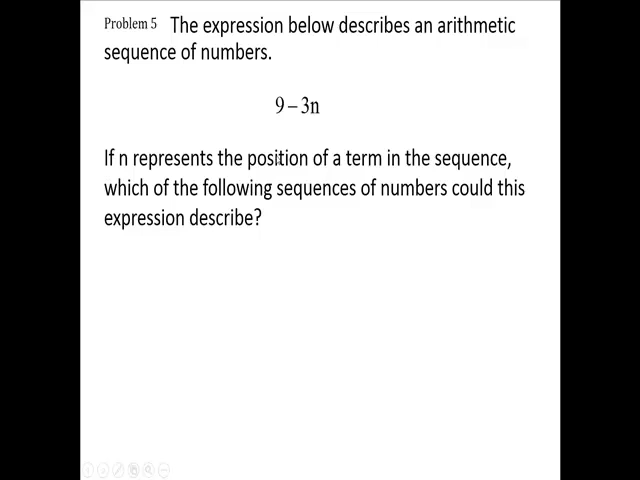 Problem 5 The expression below describes an arithmetic
sequence of numbers.
9 – 3n
If n represents the position of a term in the sequence,
which of the following sequences of numbers could this
expression describe?